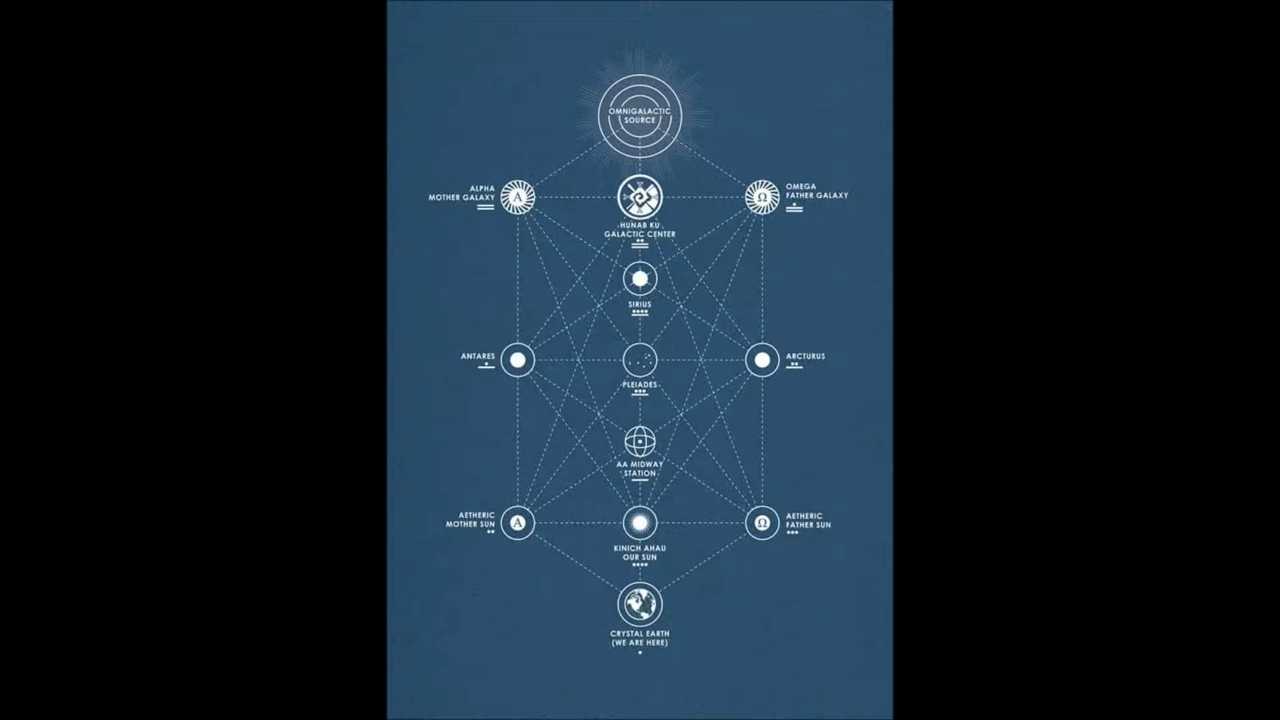 OMNIGALACTIC
SOURCE
ALPHA
MOTHER GALAXY
A
Ω
OMEGA
FATHER GALAXY
HUNAB KU
GALACTIC CENTER
SIRIUS
ANTARES
ARCTURUS
PLEIADES
AA MIDWAY
STATION
AETHERIC
MOTHER SUN
A
Ω
AETHERIC
FATHER SUN
KINICH AHAU
OUR SUN
CRYSTAL EARTH
(WE ARE HERE)